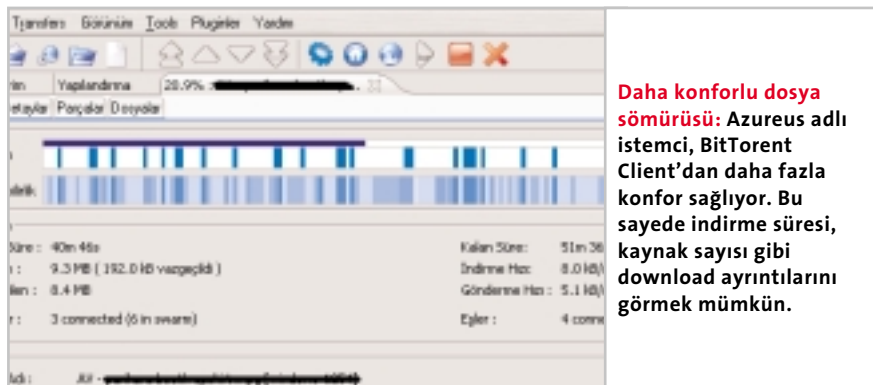 Transfers Görünüm Tools Pluginler Yardım
Yapılandırma 20.9%
Parçalar Dosyalar
40m 46s Kalan Süre: 51m 36
9.3 MB ( 192.0 kB vazgeçildi ) İndirme Hızı: 8.0 kB/
8.4 MB Gönderme Hızı : 5.1 kB/
3 connected (6 in swarm) Eşler : 4 conne
Daha konforlu dosya
sömürüsü: Azureus adlı
istemci, BitTorent
Client'dan daha fazla
konfor sağlıyor. Bu
sayede indirme süresi,
kaynak sayısı gibi
download ayrıntılarını
görmek mümkün.